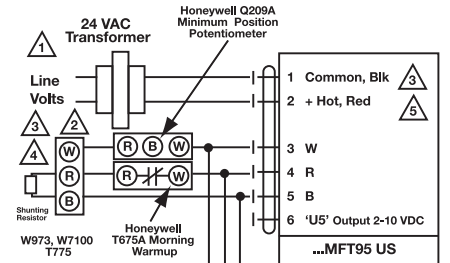 24 VAC
Transformer
Honeywell Q209A
Minimum Position
Potentiometer
1
Line
Volts
1 Common, Blk
3
2 + Hot, Red
5
3
2
4
W
R
B
R
B
W
R
W
3 W
4 R
5 B
6 'U5' Output 2-10 VDC
Shunting
Resistor
W973, W7100
T775
Honeywell
T675A Morning
Warmup
...MFT95 US